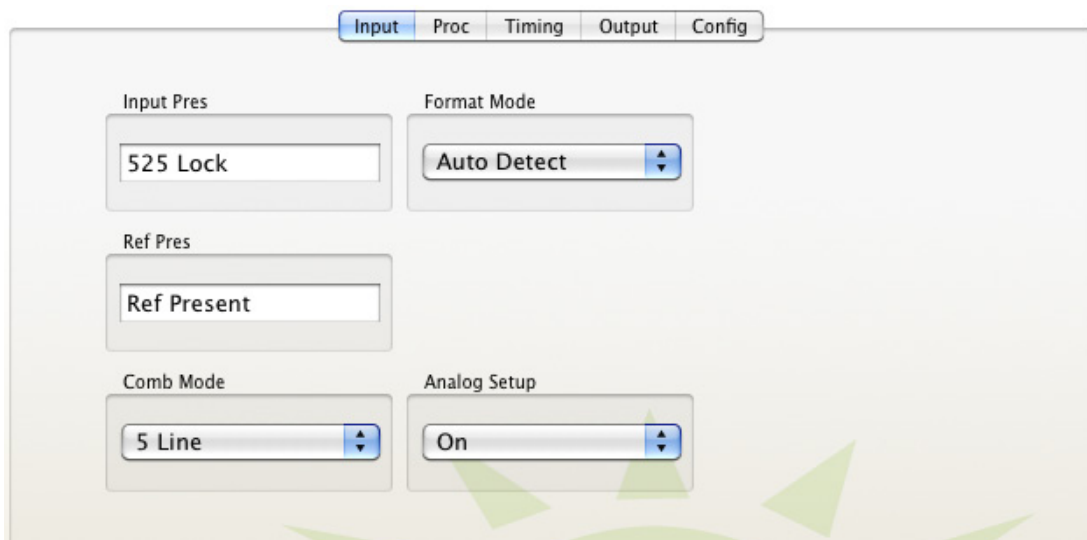 Input Proc Timing Output Config
Input Pres Format Mode
525 Lock Auto Detect
Ref Pres
Ref Present
Comb Mode Analog Setup
5 Line On